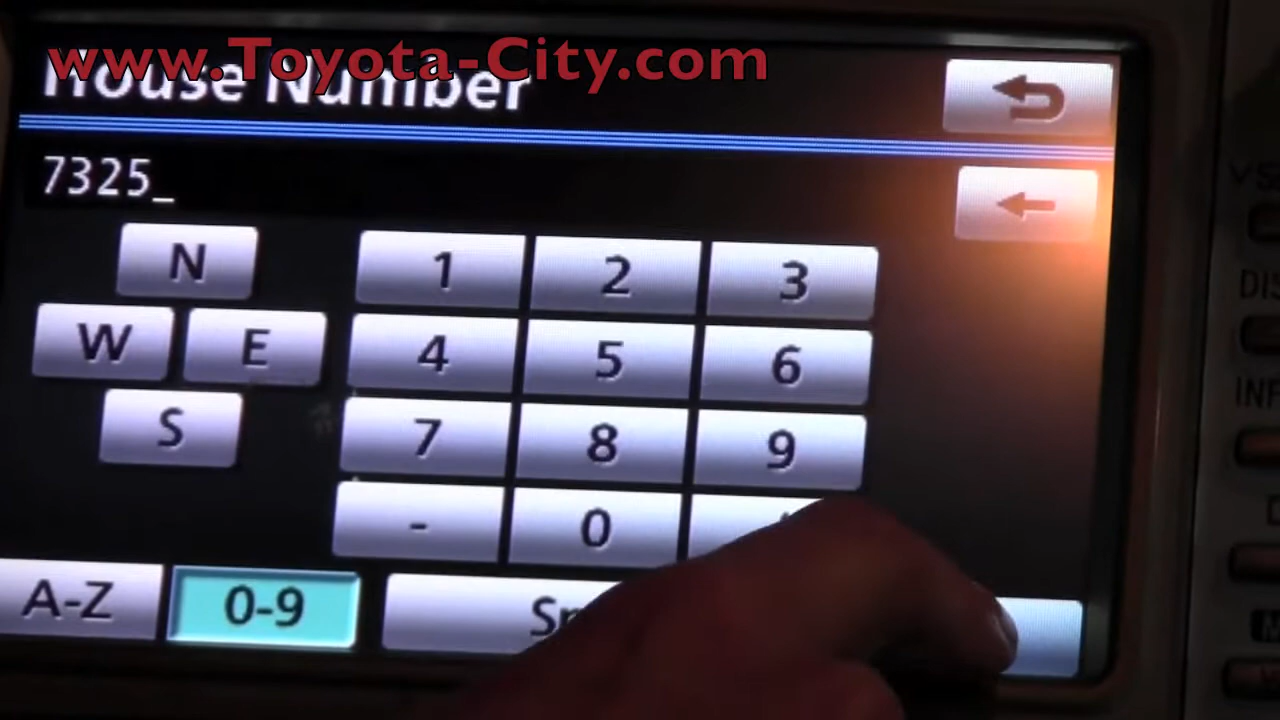 www.Toyota-City.com
House Number
7325_
N
1 2 3
W E
4 5 6
S
7 8 9
- 0
A-Z 0-9